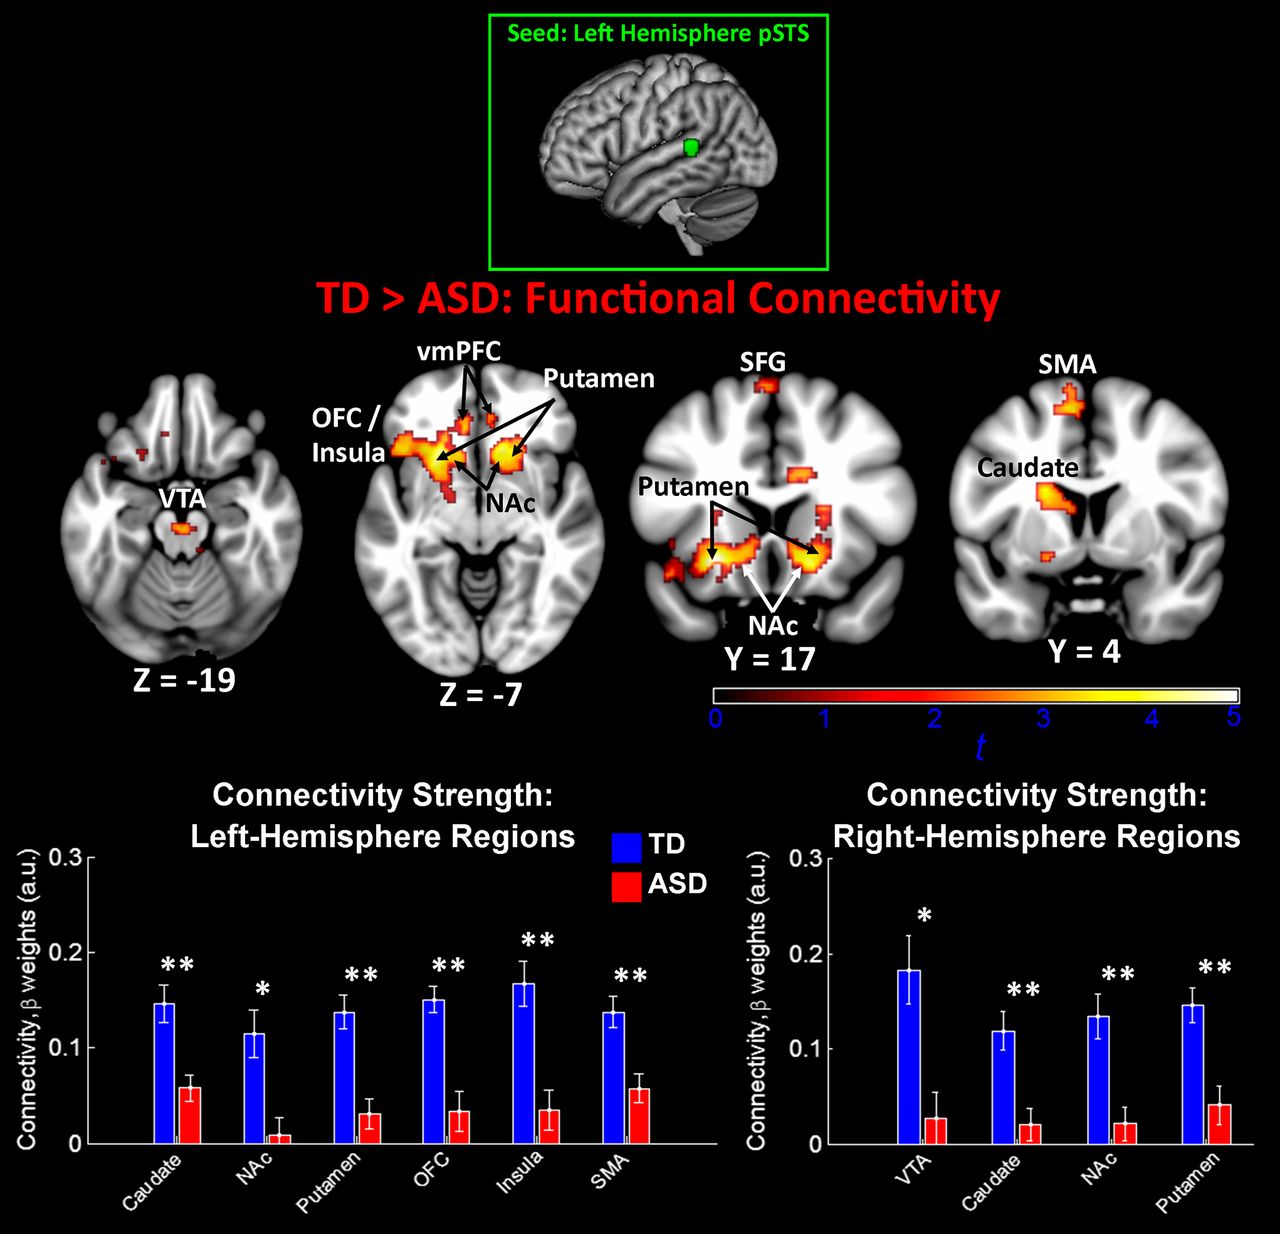 Seed: Left Hemisphere pSTS
TD > ASD: Functional Connectivity
vmPFC
Putamen
OFC /
Insula
NAc
VTA
SFG
Putamen
NAc
SMA
Caudate
Z = -19
Z = -7
Y = 17
Y = 4
0 1 2 3 4 5
t
Connectivity Strength:
Left-Hemisphere Regions
TD
ASD
Connectivity, β weights (a.u.)
0.3
0.2
0.1
0
** * ** ** ** **
Caudate NAc Putamen OFC Insula SMA
Connectivity Strength:
Right-Hemisphere Regions
Connectivity, β weights (a.u.)
0.3
0.2
0.1
0
* ** ** **
VTA Caudate NAc Putamen